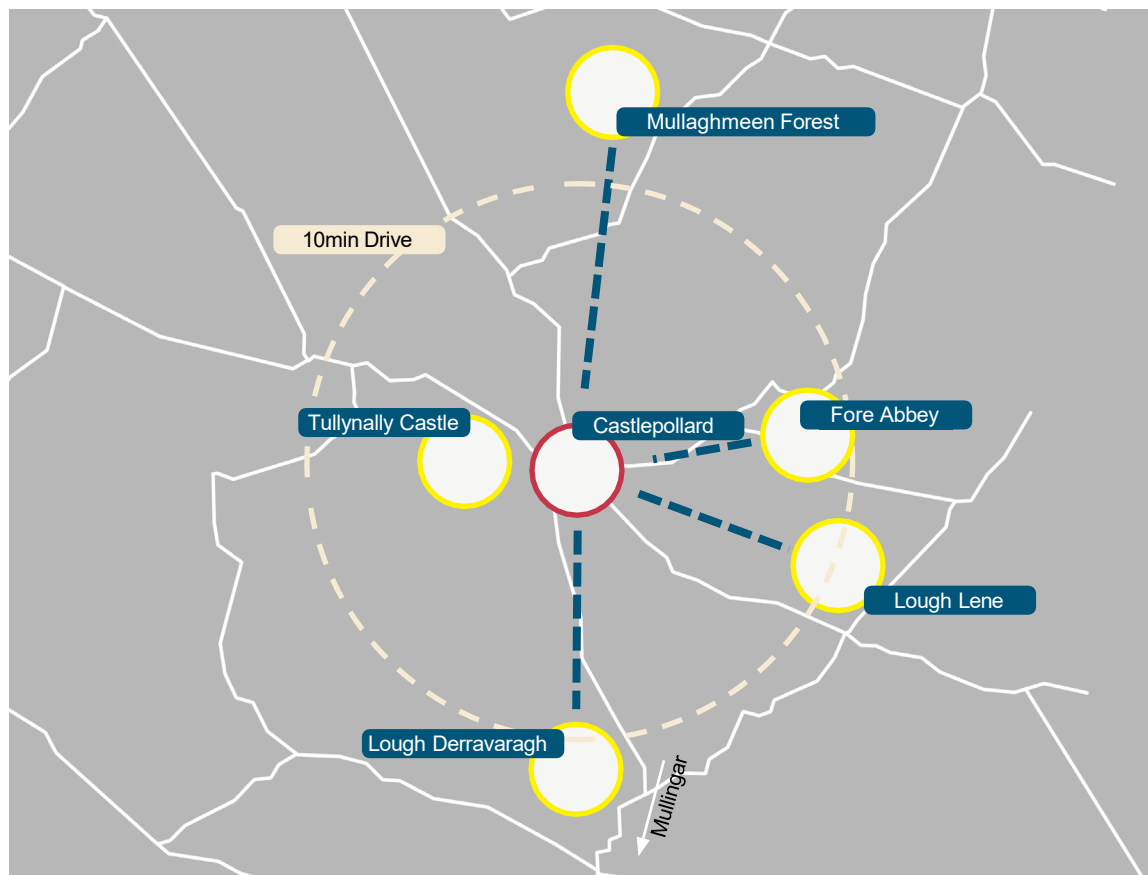 Mullaghmeen Forest
10min Drive
Tullynally Castle
Castlepollard
Fore Abbey
Lough Lene
Lough Derravaragh
Mullingar